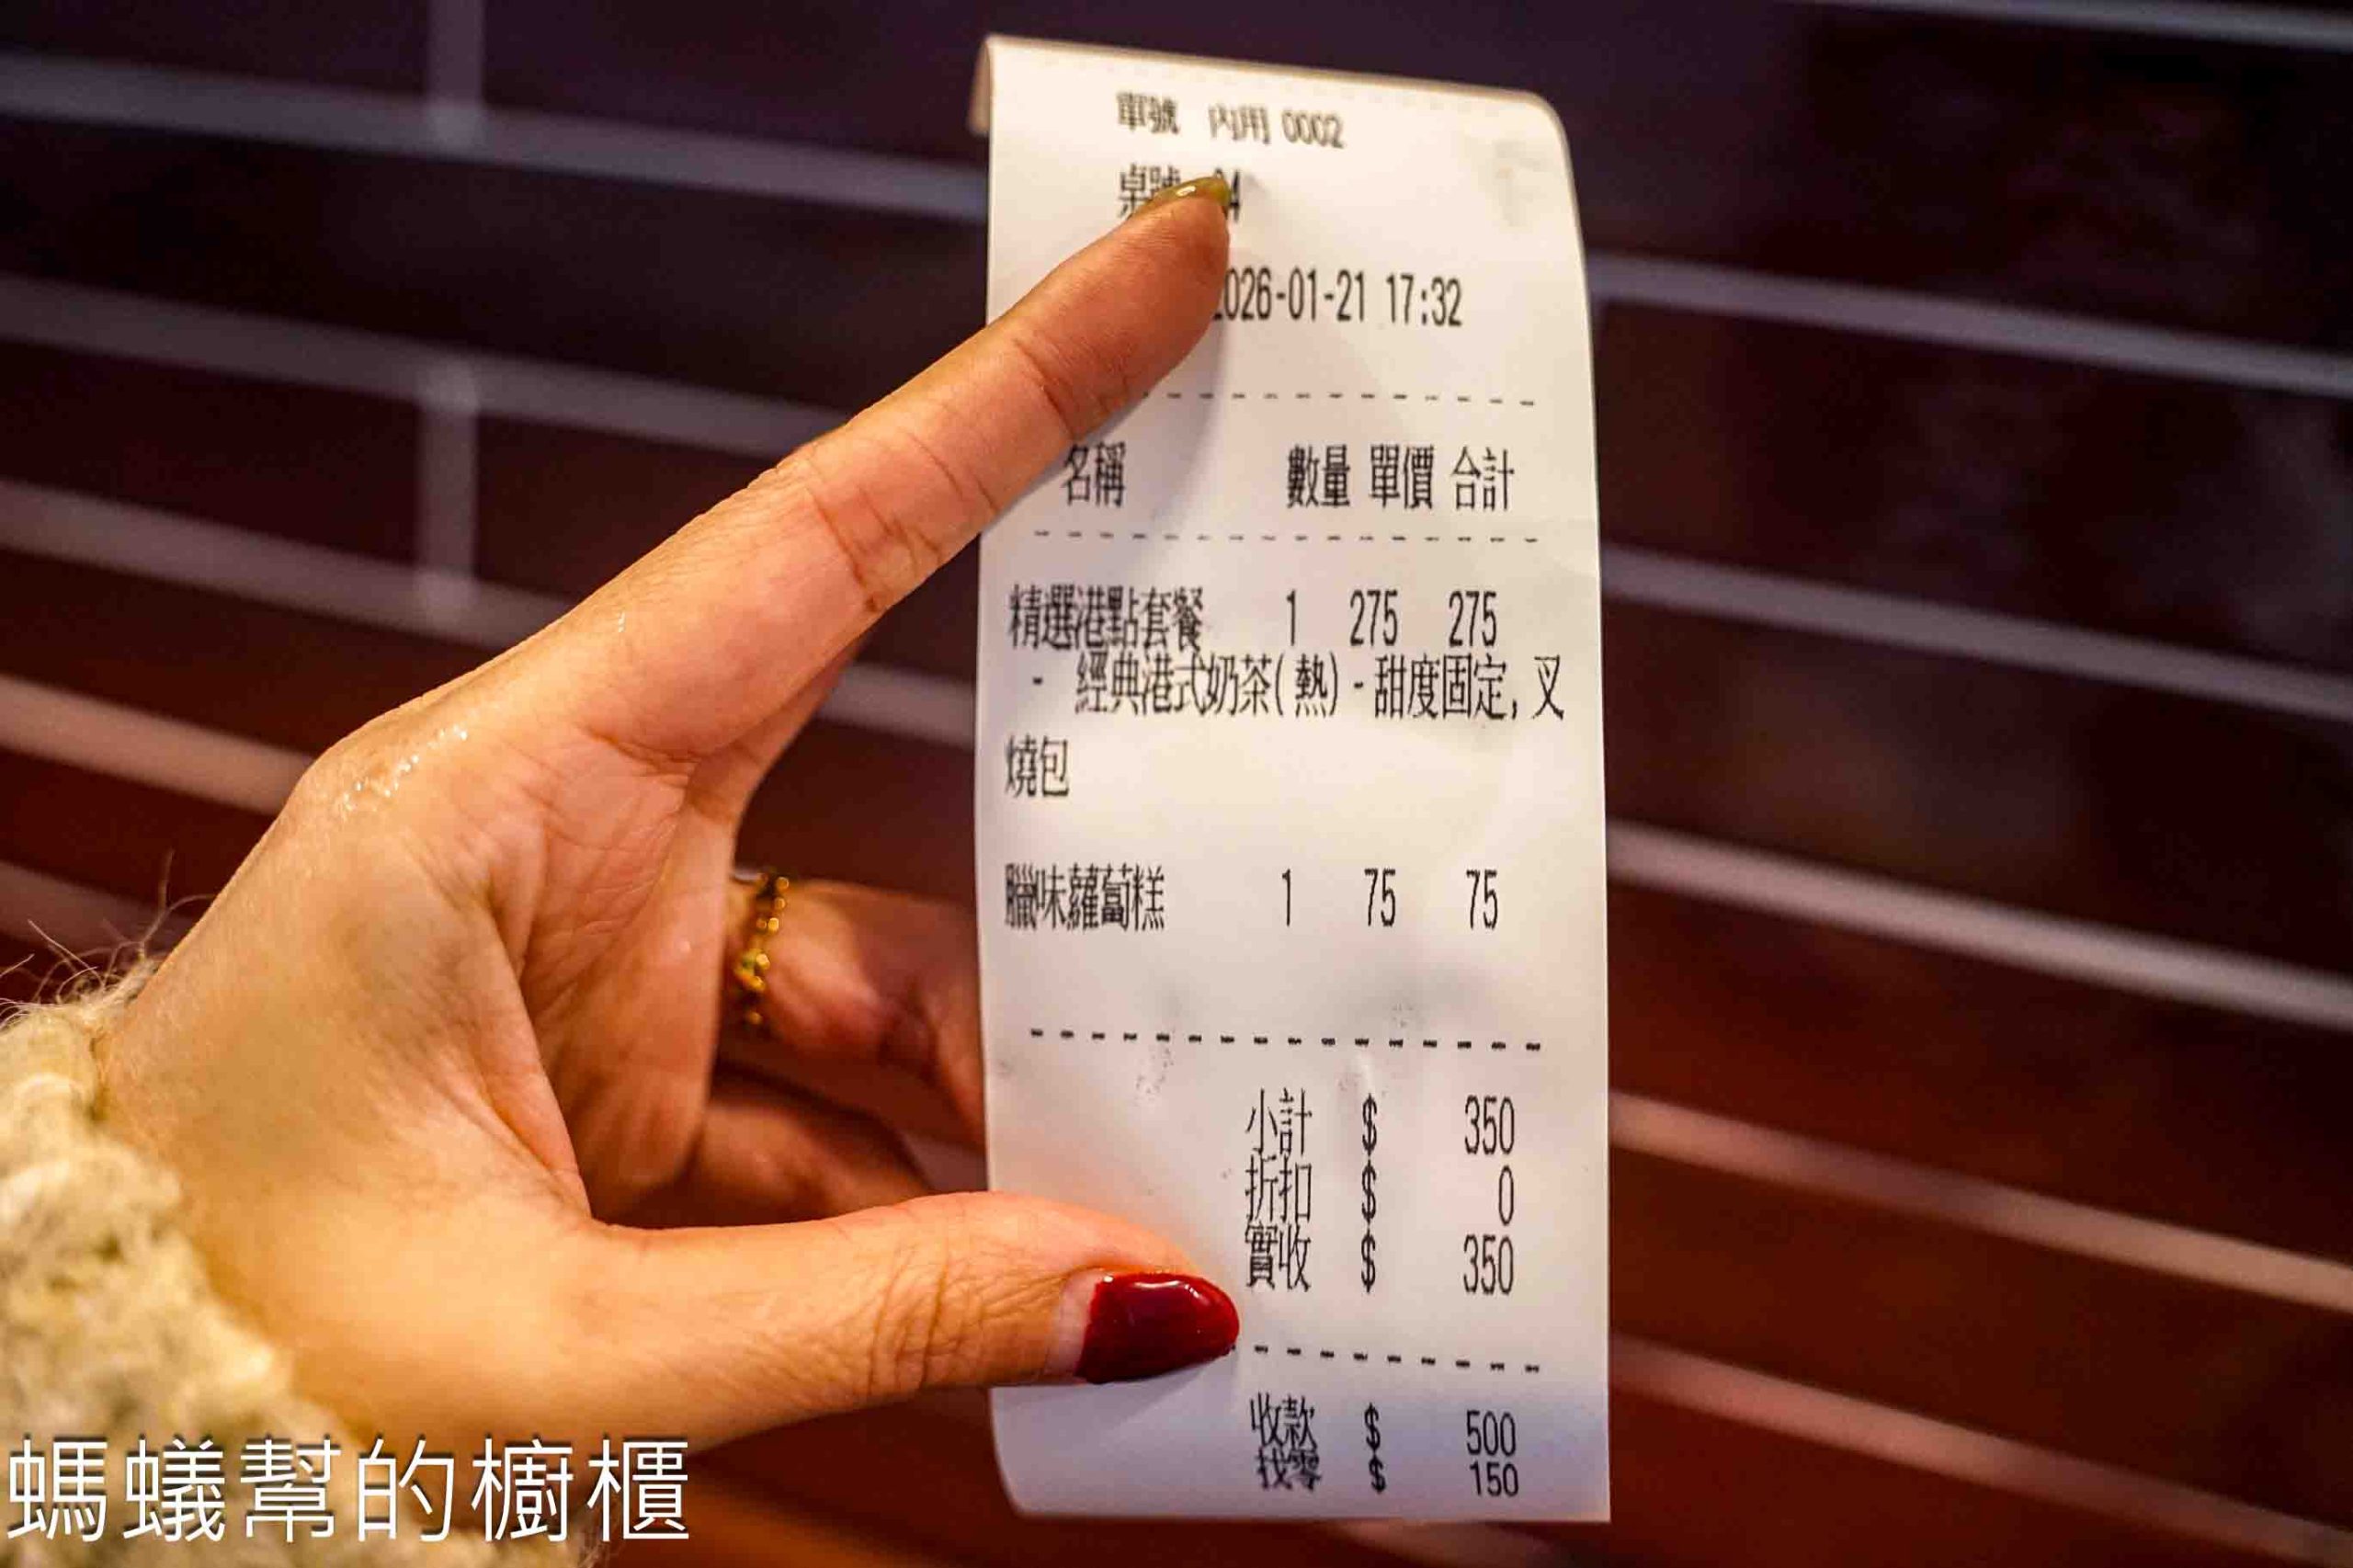 單號 內用 0002
桌號 04
2026-01-21 17:32
名稱 數量 單價 合計
精選港點套餐 1 275 275
- 經典港式奶茶(熱)-甜度固定,叉
燒包
臘味蘿蔔糕 1 75 75
小計 $ 350
折扣 $ 0
實收 $ 350
收款 $ 500
找零 $ 150
螞蟻幫的櫥櫃